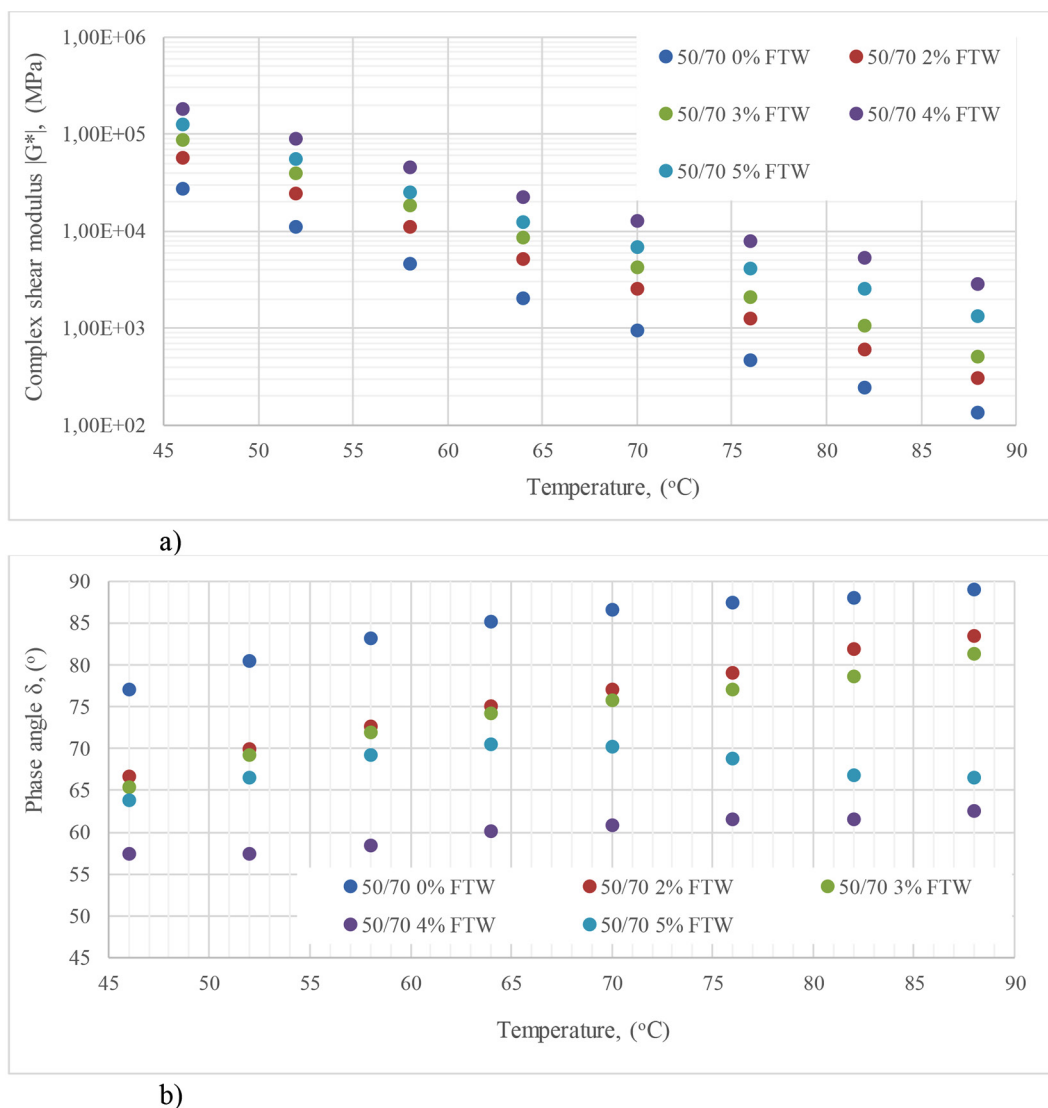 1,00E+06
1,00E+05
1,00E+04
1,00E+03
1,00E+02
Complex shear modulus |G*|, (MPa)
50/70 0% FTW 50/70 2% FTW
50/70 3% FTW 50/70 4% FTW
50/70 5% FTW
45 50 55 60 65 70 75 80 85 90
Temperature, (°C)
a)
90
85
80
75
70
65
60
55
50
45
Phase angle δ, (°)
50/70 0% FTW 50/70 2% FTW 50/70 3% FTW
50/70 4% FTW 50/70 5% FTW
45 50 55 60 65 70 75 80 85 90
Temperature, (°C)
b)